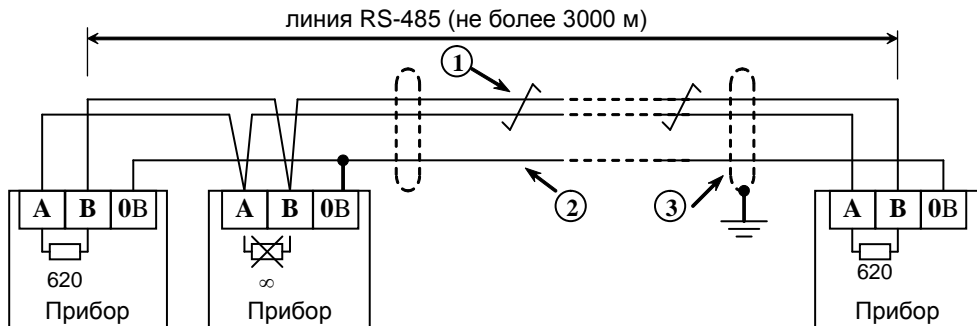 линия RS-485 (не более 3000 м)
1
2
3
A B 0В
A B 0В
A B 0В
620
∞
620
Прибор
Прибор
Прибор